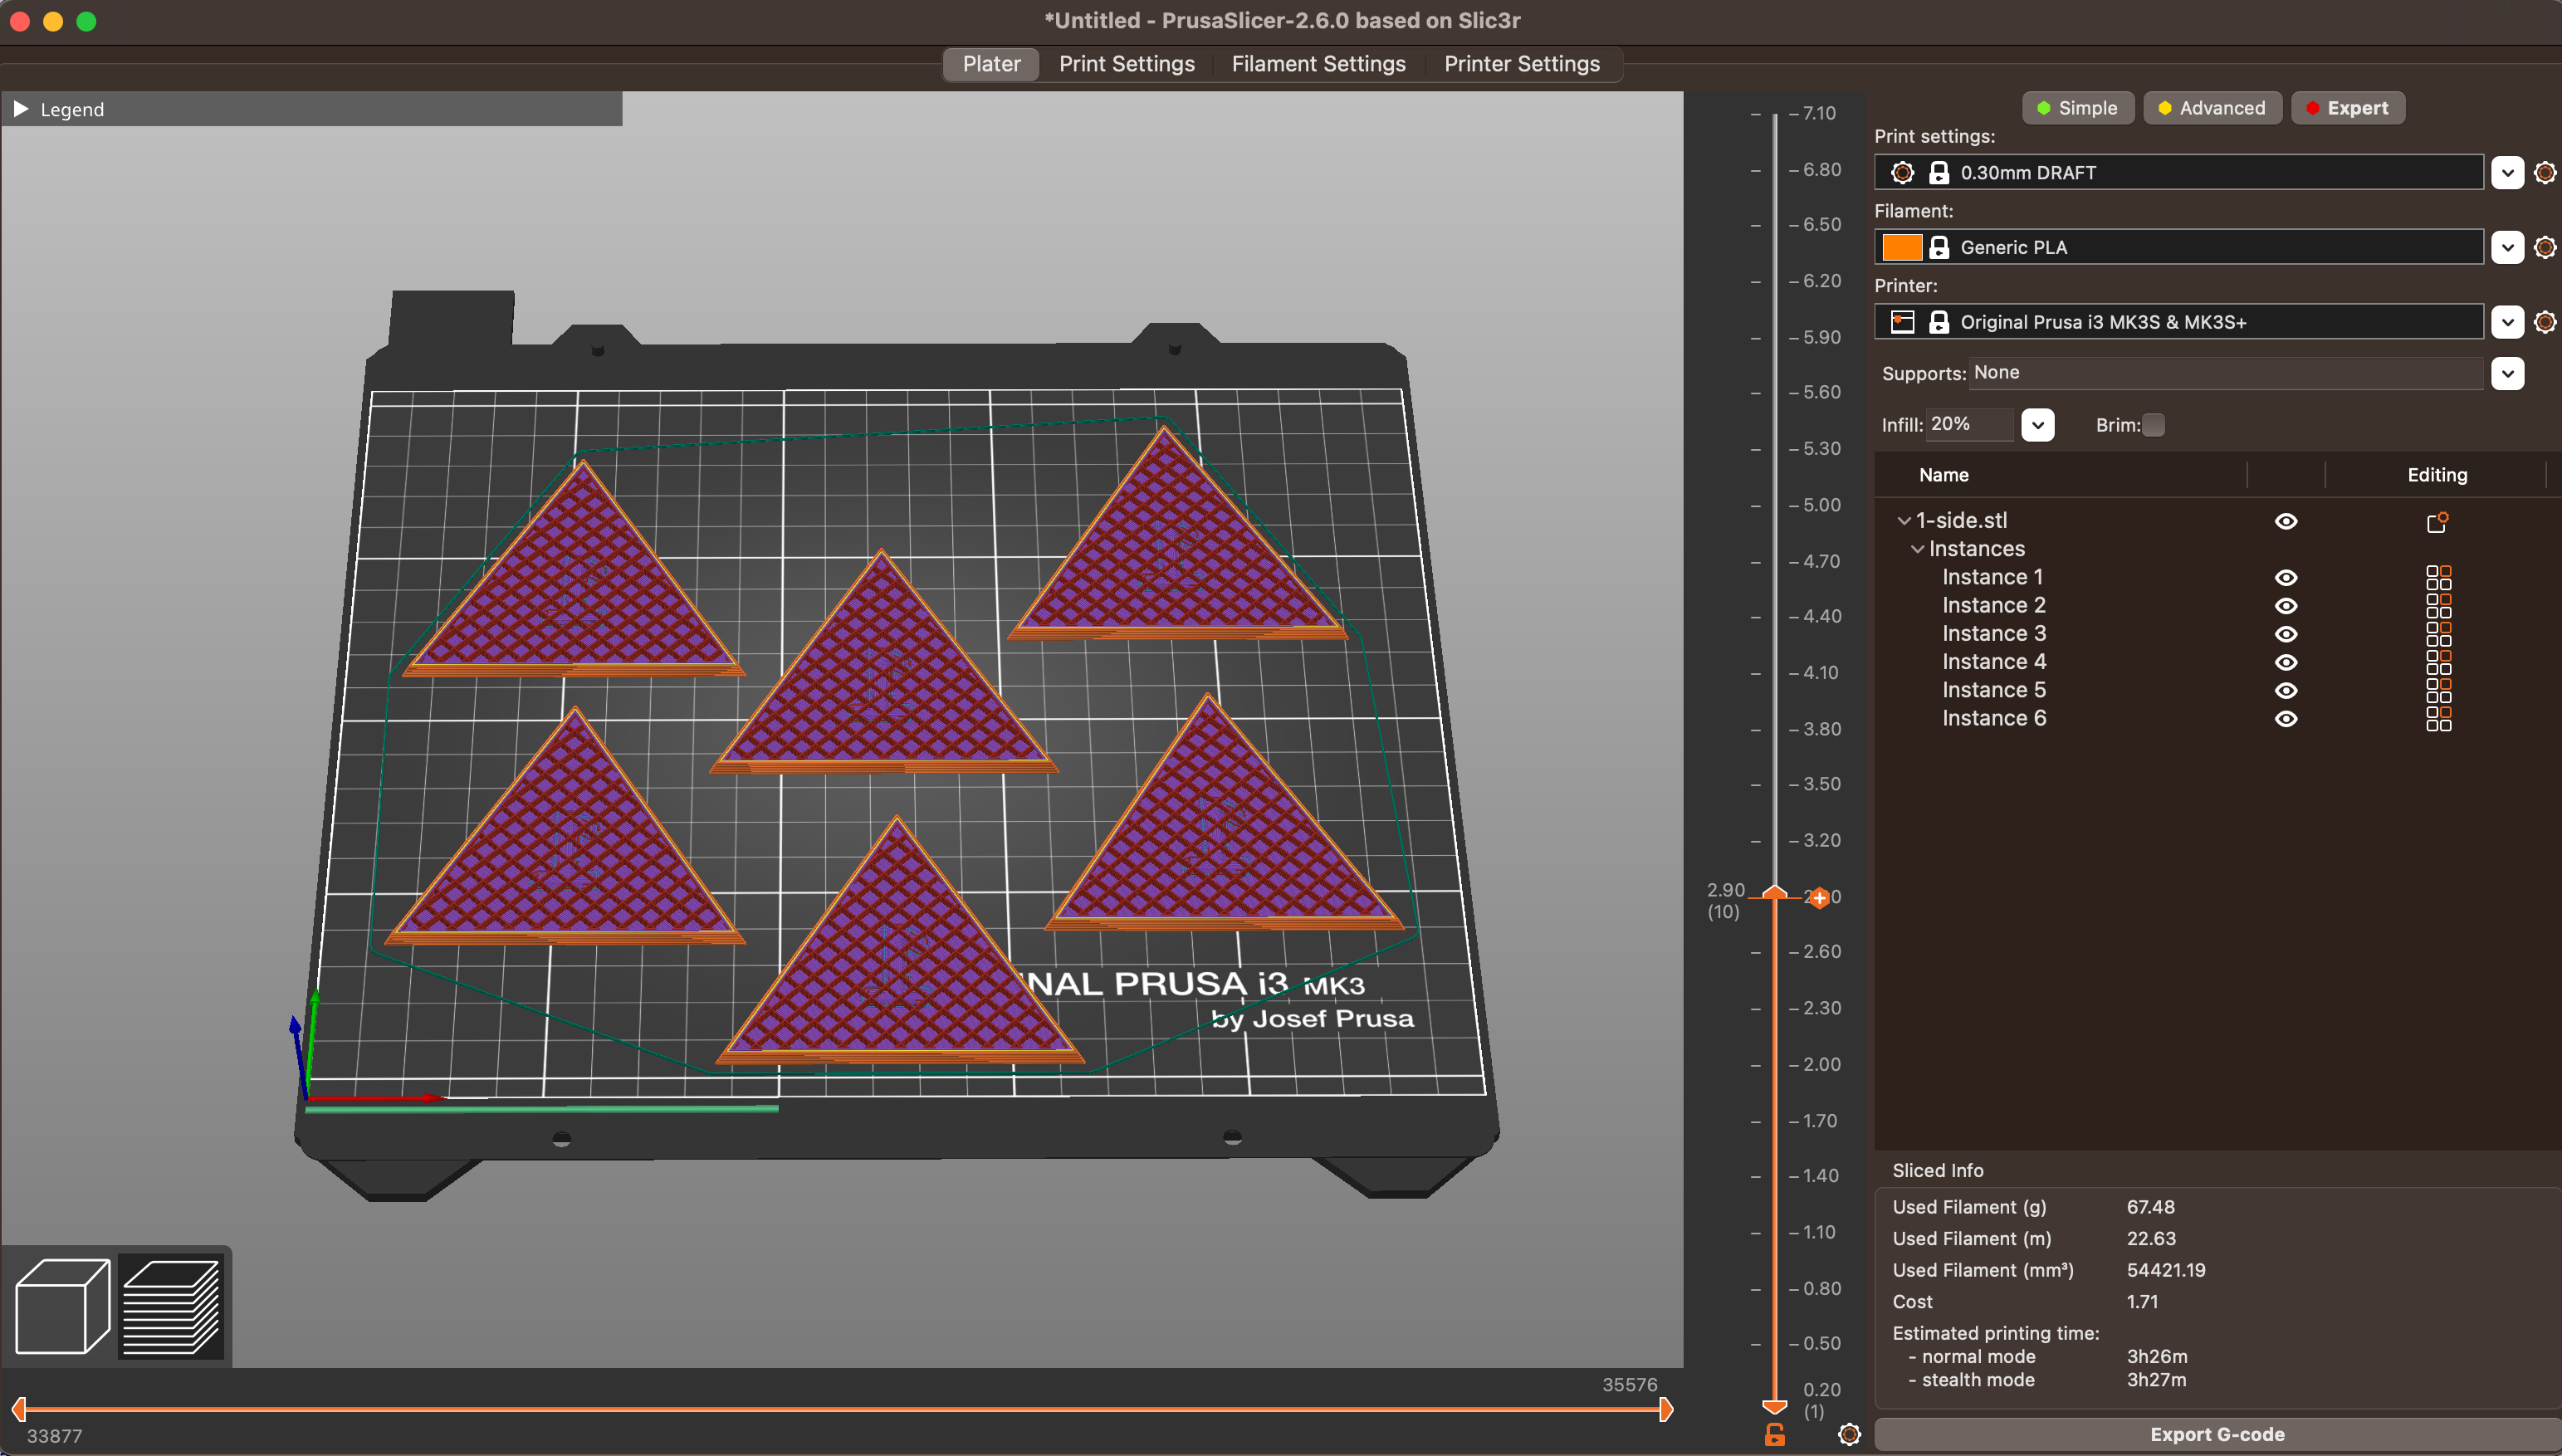 *Untitled - PrusaSlicer-2.6.0 based on Slic3r
Plater
Print Settings
Filament Settings
Printer Settings
Legend
NAL PRUSA i3 MK3
by Josef Prusa
33877
35576
7.10
6.80
6.50
6.20
5.90
5.60
5.30
5.00
4.70
4.40
4.10
3.80
3.50
3.20
2.90
(10)
2.60
2.30
2.00
1.70
1.40
1.10
0.80
0.50
0.20
(1)
Simple
Advanced
Expert
Print settings:
0.30mm DRAFT
Filament:
Generic PLA
Printer:
Original Prusa i3 MK3S & MK3S+
Supports: None
Infill: 20%
Brim:
Name
Editing
1-side.stl
Instances
Instance 1
Instance 2
Instance 3
Instance 4
Instance 5
Instance 6
Sliced Info
Used Filament (g) 67.48
Used Filament (m) 22.63
Used Filament (mm³) 54421.19
Cost 1.71
Estimated printing time:
- normal mode 3h26m
- stealth mode 3h27m
Export G-code